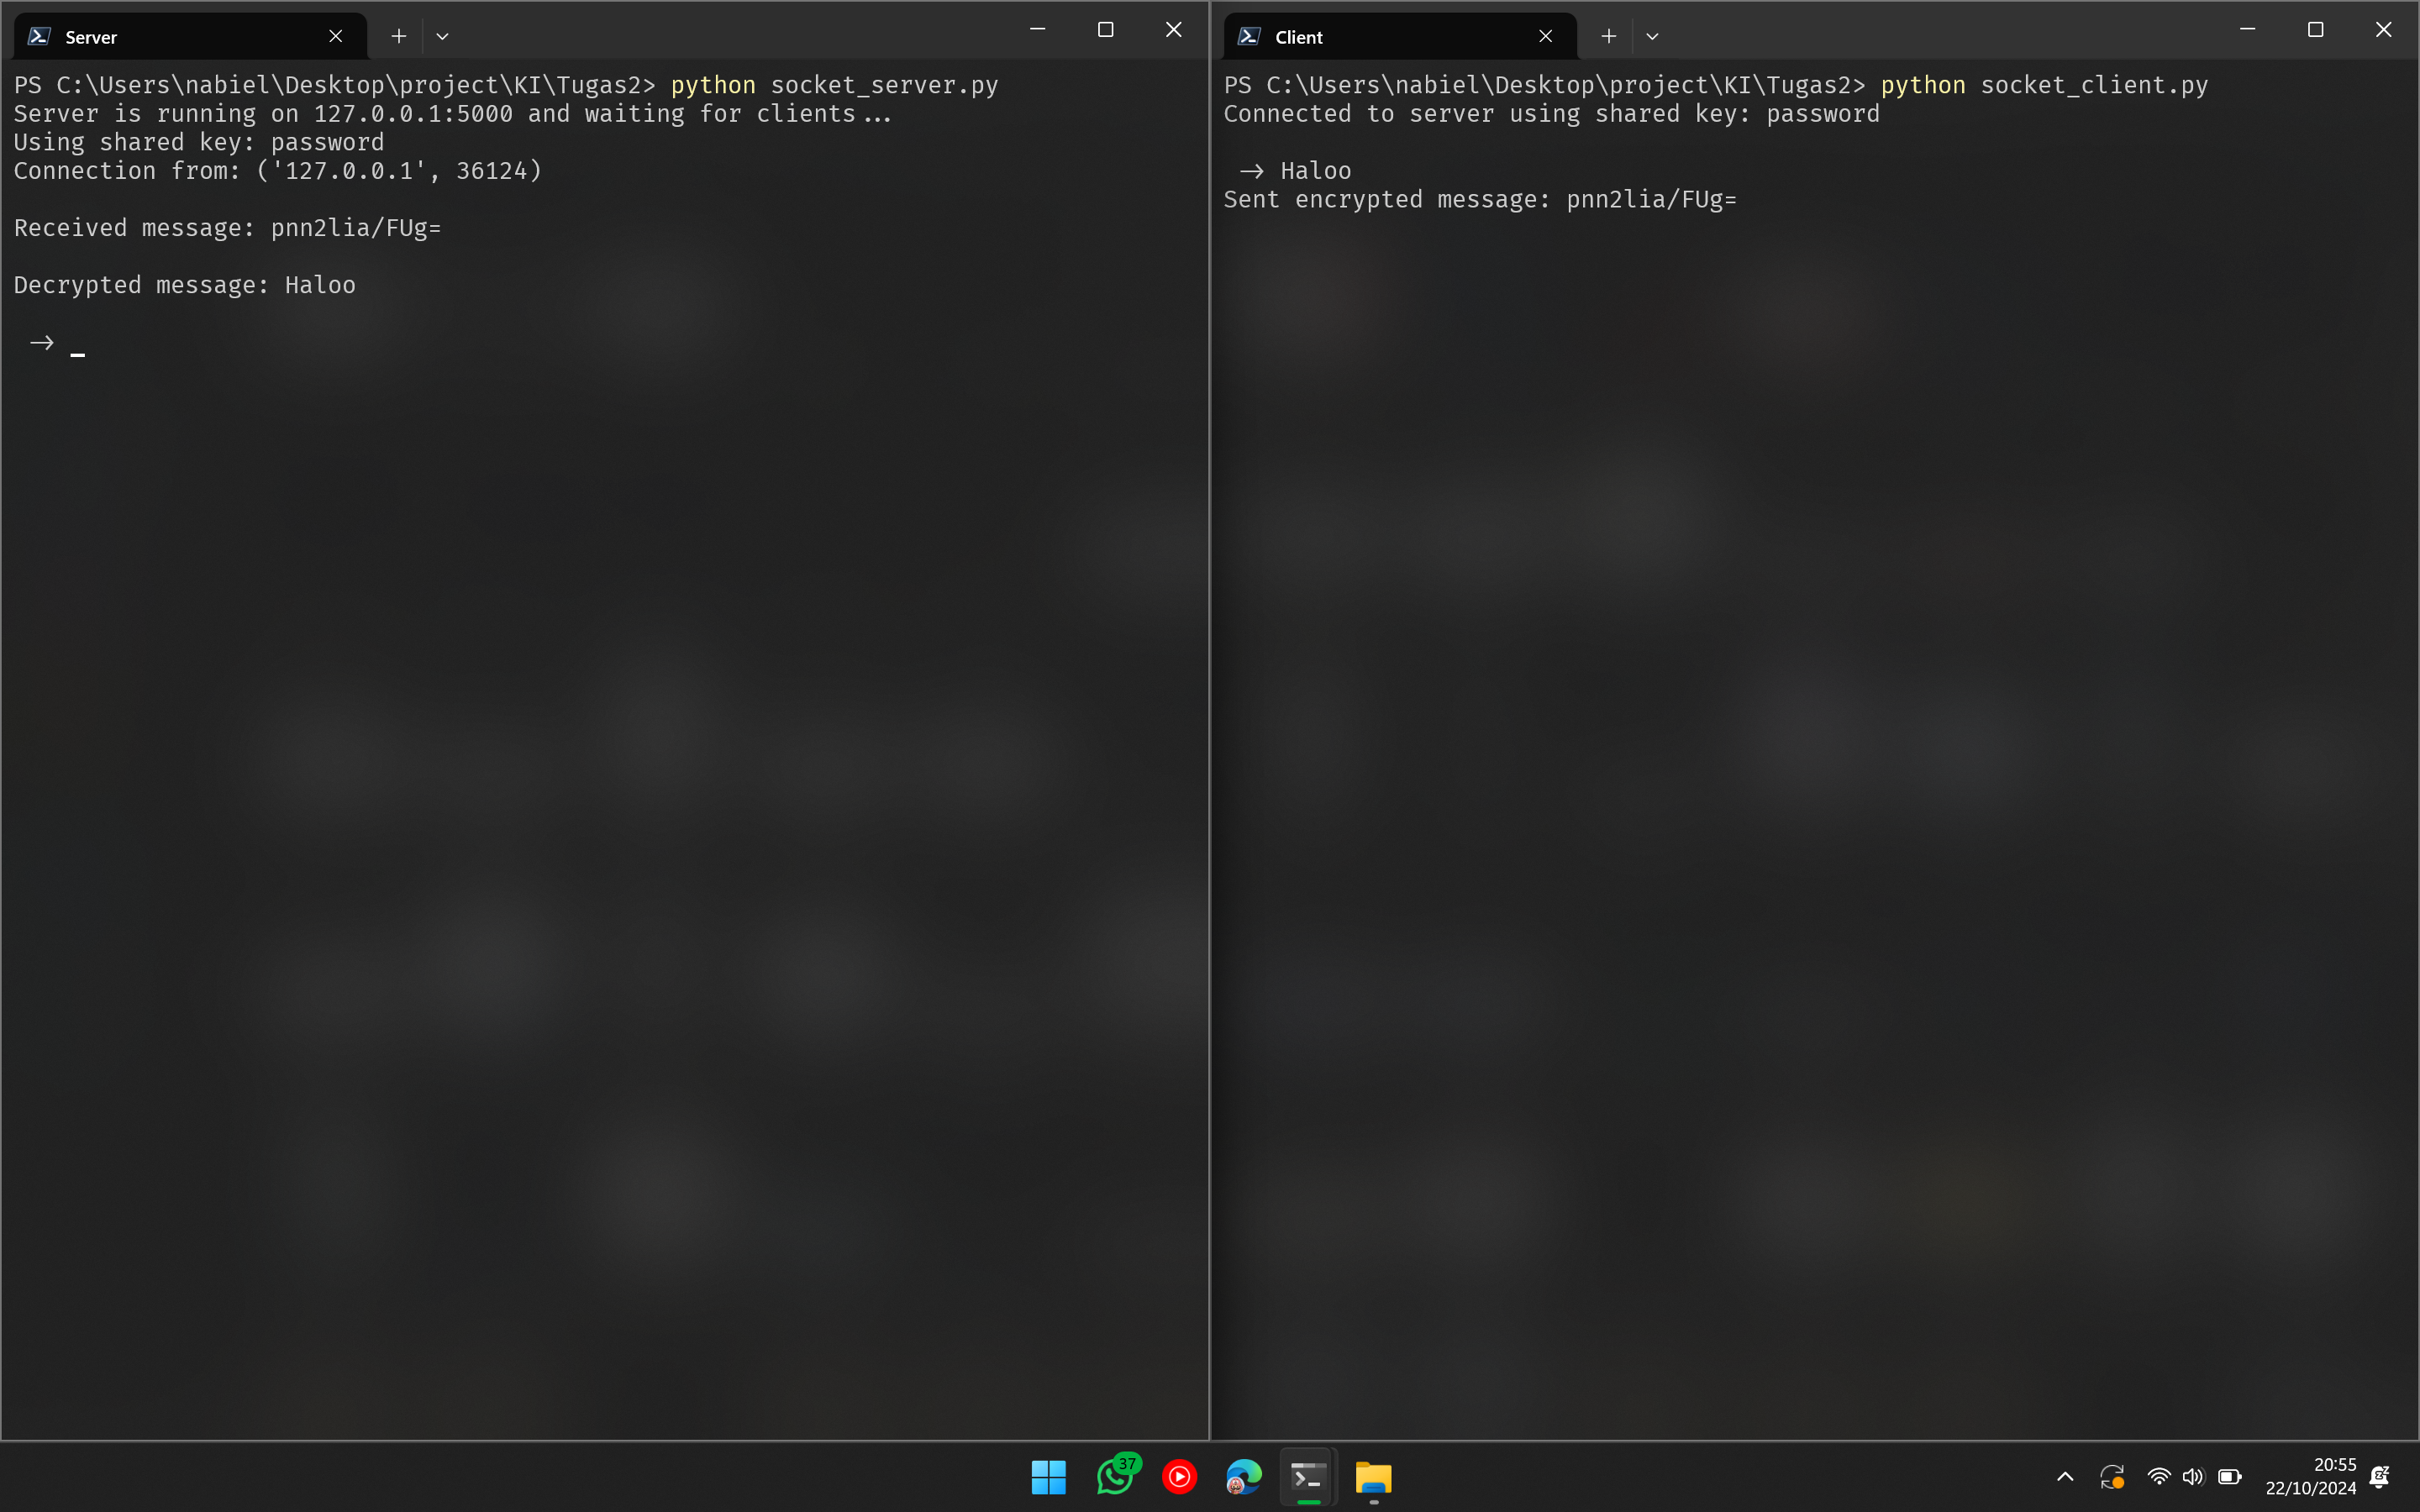 Server
PS C:\Users\nabiel\Desktop\project\KI\Tugas2> python socket_server.py
Server is running on 127.0.0.1:5000 and waiting for clients...
Using shared key: password
Connection from: ('127.0.0.1', 36124)
Received message: pnn2lia/FUg=
Decrypted message: Haloo
→ _
Client
PS C:\Users\nabiel\Desktop\project\KI\Tugas2> python socket_client.py
Connected to server using shared key: password
→ Haloo
Sent encrypted message: pnn2lia/FUg=
37
20:55
22/10/2024